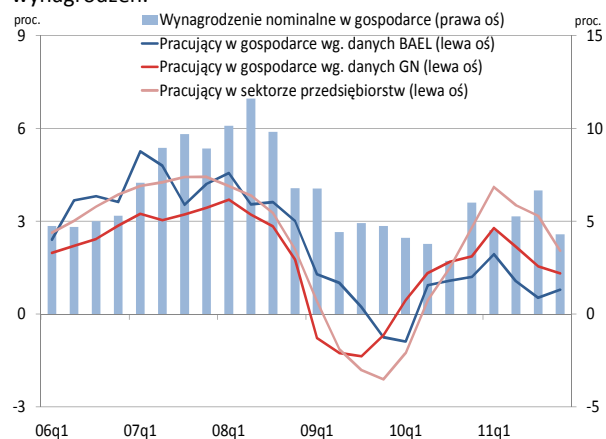 wynagrodzeń.
proc.
proc.
Wynagrodzenie nominalne w gospodarce (prawa oś)
Pracujący w gospodarce wg. danych BAEL (lewa oś)
Pracujący w gospodarce wg. danych GN (lewa oś)
Pracujący w sektorze przedsiębiorstw (lewa oś)
9
15
6
10
3
5
0
0
-3
-5
06q1 07q1 08q1 09q1 10q1 11q1